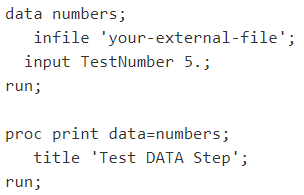 data numbers;
   infile 'your-external-file';
  input TestNumber 5.;
run;

proc print data=numbers;
   title 'Test DATA Step';
run;